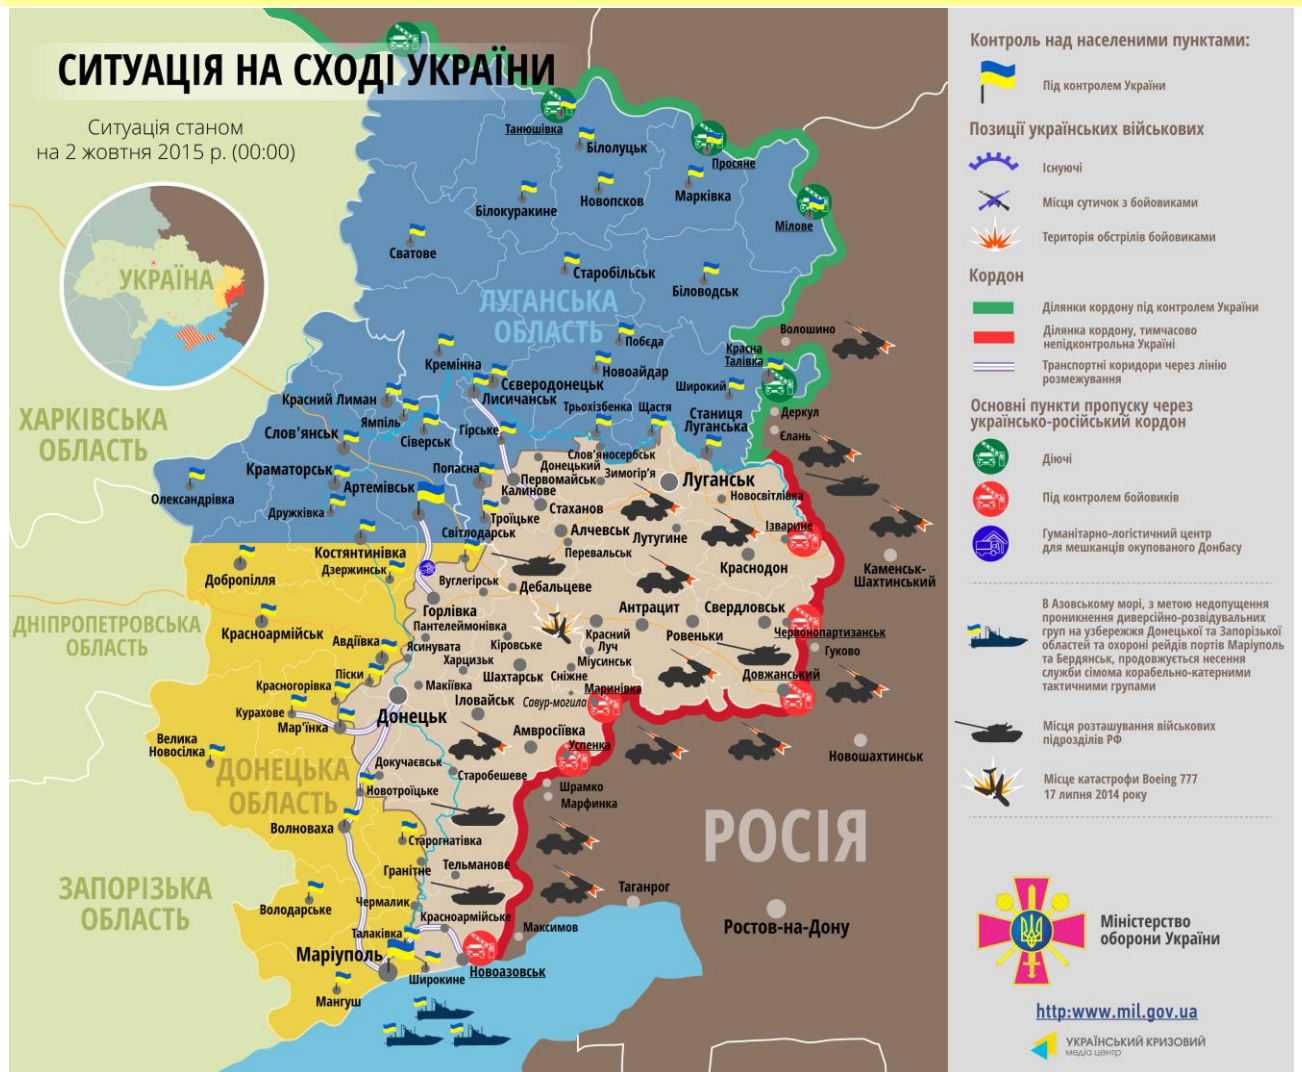 СИТУАЦІЯ НА СХОДІ УКРАЇНИ
Ситуація станом
на 2 жовтня 2015 р. (00:00)
УКРАЇНА
ХАРКІВСЬКА
ОБЛАСТЬ
ДНІПРОПЕТРОВСЬКА
ОБЛАСТЬ
ЗАПОРІЗЬКА
ОБЛАСТЬ
ЛУГАНСЬКА
ОБЛАСТЬ
ДОНЕЦЬКА
ОБЛАСТЬ
РОСІЯ
Танюшівка
Білолуцьк
Просяне
Білокуракине
Новопсков
Марківка
Мілове
Сватове
Старобільськ
Біловодськ
Волошино
Кремінна
Побєда
Красна
Талівка
Сєверодонецьк
Новоайдар
Широкий
Красний Лиман
Лисичанськ
Ямпіль
Трьохізбенка
Щастя
Станиця
Луганська
Деркул
Слов'янськ
Сіверськ
Гірське
Єлань
Краматорськ
Попасна
Слов'яносербськ
Донецький
Зимогір'я
Первомайськ
Луганськ
Олександрівка
Артемівськ
Калинове
Новосвітлівка
Дружківка
Троїцьке
Стаханов
Світлодарськ
Алчевськ
Лутугине
Ізварине
Костянтинівка
Перевальськ
Дзержинськ
Краснодон
Каменськ-
Шахтинський
Добропілля
Вуглегірськ
Дебальцеве
Горлівка
Антрацит
Свердловськ
Красноармійськ
Пантелеймонівка
Авдіївка
Ясинувата
Кіровське
Красний
Луч
Ровеньки
Червонопартизанськ
Гуково
Харцизьк
Міусинськ
Піски
Шахтарськ
Сніжне
Довжанський
Красногорівка
Макіївка
Маринівка
Курахове
Донецьк
Іловайськ
Савур-могила
Мар'їнка
Амвросіївка
Велика
Новосілка
Успенка
Новошахтинськ
Докучаєвськ
Старобешеве
Новотроїцьке
Шрамко
Марфинка
Волноваха
Старогнатівка
Гранітне
Тельманове
Таганрог
Володарське
Чермалик
Красноармійське
Максимов
Ростов-на-Дону
Талаківка
Маріуполь
Широкине
Новоазовськ
Мангуш
Контроль над населеними пунктами:
Під контролем України
Позиції українських військових
Існуючі
Місця сутичок з бойовиками
Територія обстрілів бойовиками
Кордон
Ділянки кордону під контролем України
Ділянка кордону, тимчасово
непідконтрольна Україні
Транспортні коридори через лінію
розмежування
Основні пункти пропуску через
українсько-російський кордон
Діючі
Під контролем бойовиків
Гуманітарно-логістичний центр
для мешканців окупованого Донбасу
В Азовському морі, з метою недопущення
проникнення диверсійно-розвідувальних
груп на узбережжя Донецької та Запорізької
областей та охороні рейдів портів Маріуполь
та Бердянськ, продовжується несення
служби сімома корабельно-катерними
тактичними групами
Місця розташування військових
підрозділів РФ
Місце катастрофи Boeing 777
17 липня 2014 року
Міністерство
оборони України
http:www.mil.gov.ua
УКРАЇНСЬКИЙ КРИЗОВИЙ
медіа центр